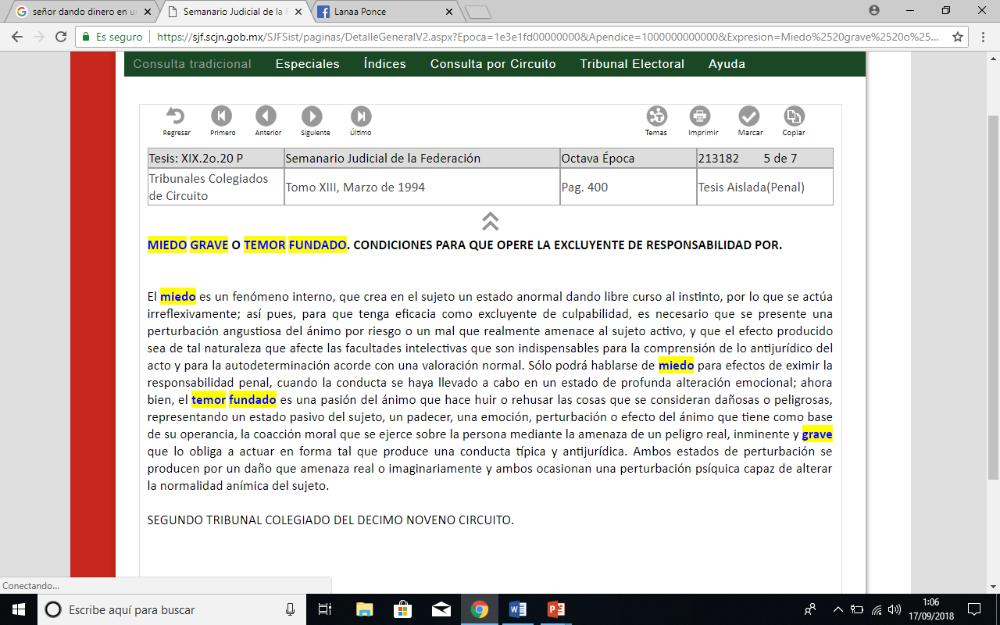 señor dando dinero en u
Semanario Judicial de la F
Lanaa Ponce
Es seguro
https://sjf.scjn.gob.mx/SJFSist/paginas/DetalleGeneralV2.aspx?Epoca=1e3e1fd00000000&Apendice=1000000000000&Expresion=Miedo%2520grave%2520o%25...
Consulta tradicional Especiales Índices Consulta por Circuito Tribunal Electoral Ayuda
Regresar Primero Anterior Siguiente Último Temas Imprimir Marcar Copiar
Tesis: XIX.2o.20 P Semanario Judicial de la Federación Octava Época 213182 5 de 7
Tribunales Colegiados
de Circuito Tomo XIII, Marzo de 1994 Pag. 400 Tesis Aislada(Penal)
MIEDO GRAVE O TEMOR FUNDADO. CONDICIONES PARA QUE OPERE LA EXCLUYENTE DE RESPONSABILIDAD POR.
El miedo es un fenómeno interno, que crea en el sujeto un estado anormal dando libre curso al instinto, por lo que se actúa
irreflexivamente; así pues, para que tenga eficacia como excluyente de culpabilidad, es necesario que se presente una
perturbación angustiosa del ánimo por riesgo o un mal que realmente amenace al sujeto activo, y que el efecto producido
sea de tal naturaleza que afecte las facultades intelectivas que son indispensables para la comprensión de lo antijurídico del
acto y para la autodeterminación acorde con una valoración normal. Sólo podrá hablarse de miedo para efectos de eximir la
responsabilidad penal, cuando la conducta se haya llevado a cabo en un estado de profunda alteración emocional; ahora
bien, el temor fundado es una pasión del ánimo que hace huir o rehusar las cosas que se consideran dañosas o peligrosas,
representando un estado pasivo del sujeto, un padecer, una emoción, perturbación o efecto del ánimo que tiene como base
de su operancia, la coacción moral que se ejerce sobre la persona mediante la amenaza de un peligro real, inminente y grave
que lo obliga a actuar en forma tal que produce una conducta típica y antijurídica. Ambos estados de perturbación se
producen por un daño que amenaza real o imaginariamente y ambos ocasionan una perturbación psíquica capaz de alterar
la normalidad anímica del sujeto.
SEGUNDO TRIBUNAL COLEGIADO DEL DECIMO NOVENO CIRCUITO.
Conectando...
Escribe aquí para buscar
1:06
17/09/2018